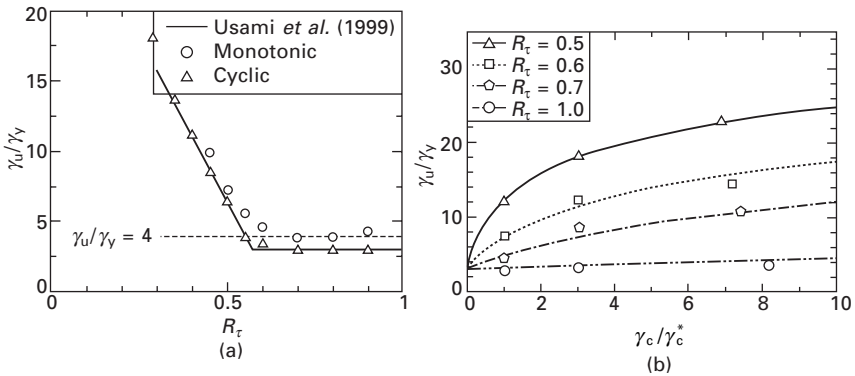 20
15
10
5
0
γu/γy
Usami et al. (1999)
Monotonic
Cyclic
γu/γy = 4
0
0.5
1
Rτ
(a)
30
20
10
0
γu/γy
Rτ = 0.5
Rτ = 0.6
Rτ = 0.7
Rτ = 1.0
0 2 4 6 8 10
γc/γc*
(b)